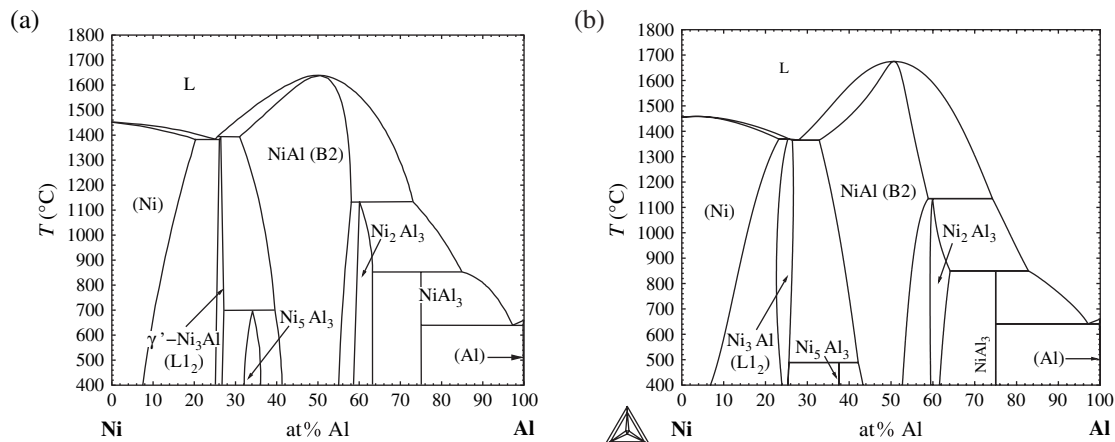 (a)
1800
1700
1600
1500
1400
1300
1200
1100
1000
900
800
700
600
500
400
T (°C)
L
NiAl (B2)
(Ni)
Ni2 Al3
NiAl3
γ'−Ni3Al
(L12)
Ni5 Al3
(Al)
0 10 20 30 40 50 60 70 80 90 100
Ni at% Al Al
(b)
1800
1700
1600
1500
1400
1300
1200
1100
1000
900
800
700
600
500
400
T (°C)
L
NiAl (B2)
(Ni)
Ni2 Al3
Ni3 Al
(L12)
Ni5 Al3
NiAl3
(Al)
0 10 20 30 40 50 60 70 80 90 100
Ni at% Al Al